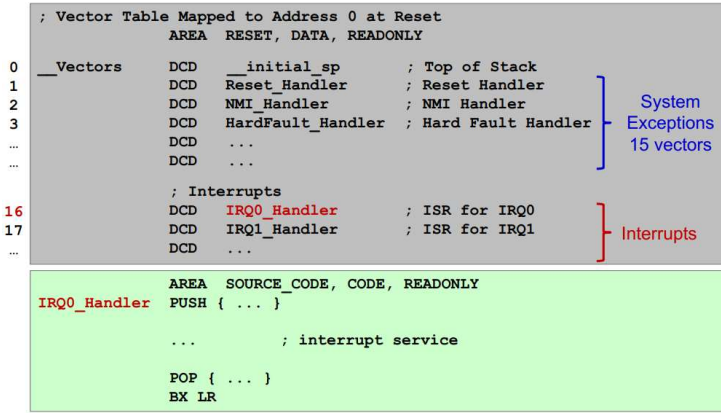 ; Vector Table Mapped to Address 0 at Reset
AREA RESET, DATA, READONLY
0 __Vectors DCD __initial_sp ; Top of Stack
1 DCD Reset_Handler ; Reset Handler
2 DCD NMI_Handler ; NMI Handler
3 DCD HardFault_Handler ; Hard Fault Handler
… DCD ...
… DCD ...
System
Exceptions
15 vectors
; Interrupts
16 DCD IRQ0_Handler ; ISR for IRQ0
17 DCD IRQ1_Handler ; ISR for IRQ1
… DCD ...
Interrupts
AREA SOURCE_CODE, CODE, READONLY
IRQ0_Handler PUSH { ... }
... ; interrupt service
POP { ... }
BX LR